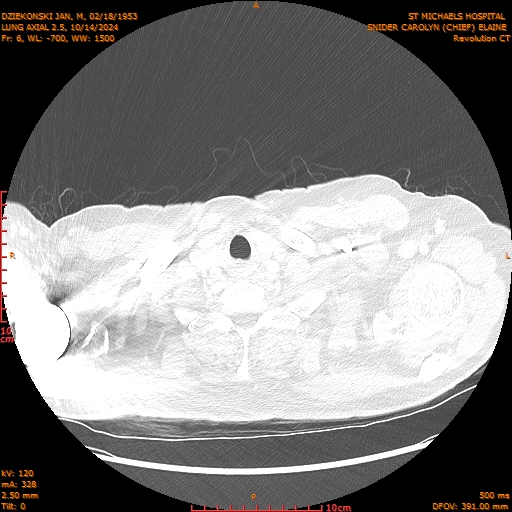 A
DZIEKONSKI JAN, M, 02/18/1953
LUNG AXIAL 2.5, 10/14/2024
Fr: 6, WL: -700, WW: 1500
ST MICHAELS HOSPITAL
SNIDER CAROLYN (CHIEF) ELAINE
Revolution CT
R
L
10
cm
kV: 120
mA: 328
2.50 mm
Tilt: 0
P
10cm
500 ms
DFOV: 391.00 mm